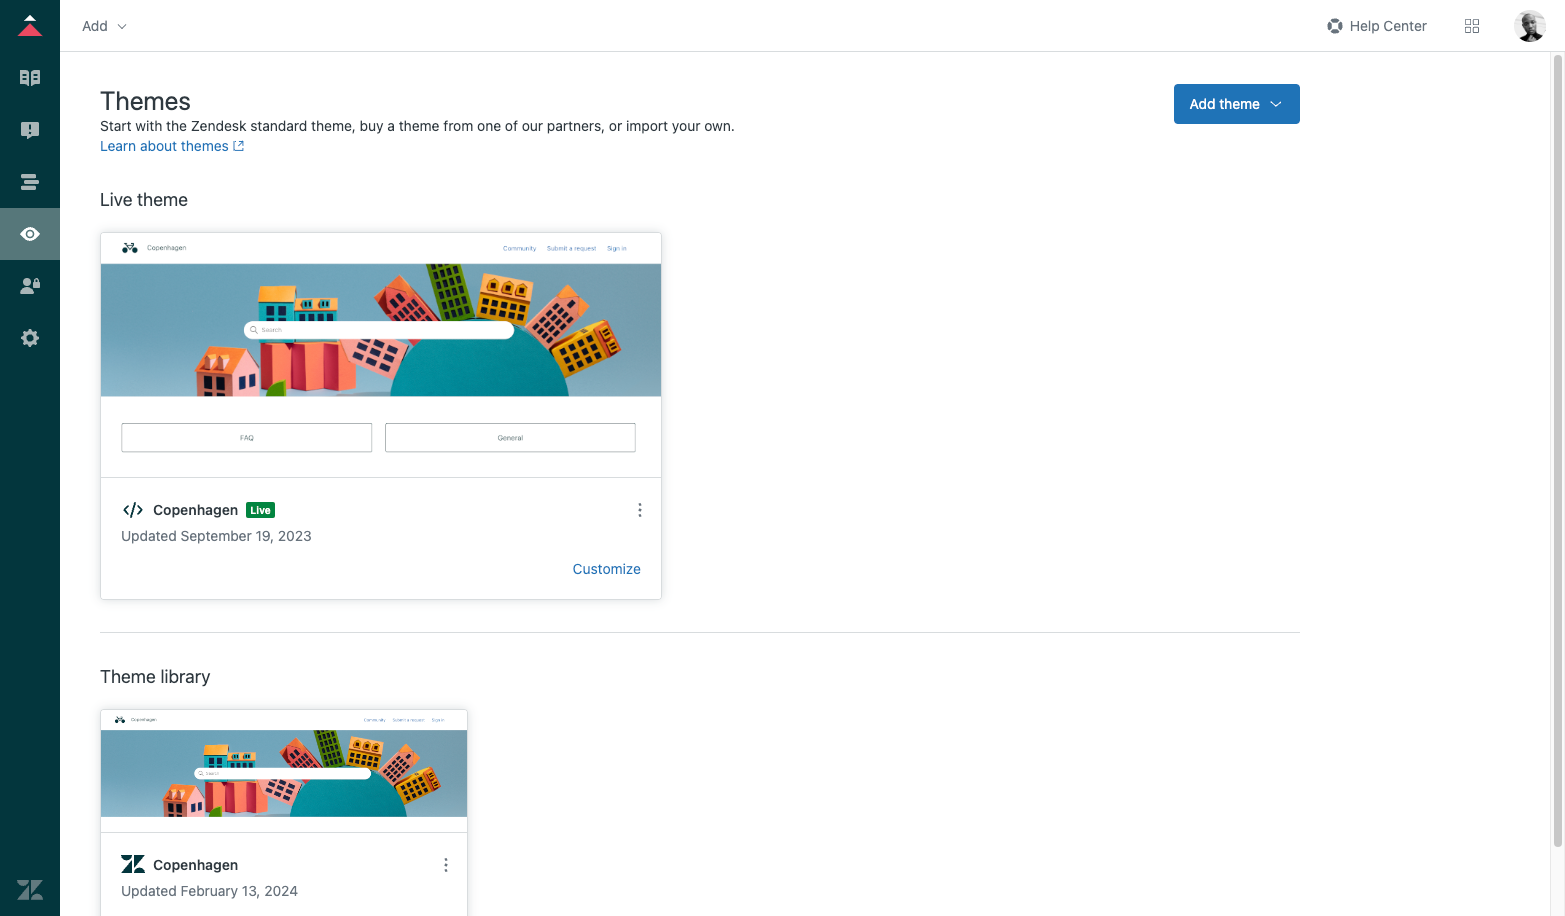 Add
Help Center
Themes
Add theme
Start with the Zendesk standard theme, buy a theme from one of our partners, or import your own.
Learn about themes
Live theme
Copenhagen
Community Submit a request Sign in
Search
FAQ
General
Copenhagen Live
Updated September 19, 2023
Customize
Theme library
Copenhagen
Community Submit a request Sign in
Search
Copenhagen
Updated February 13, 2024